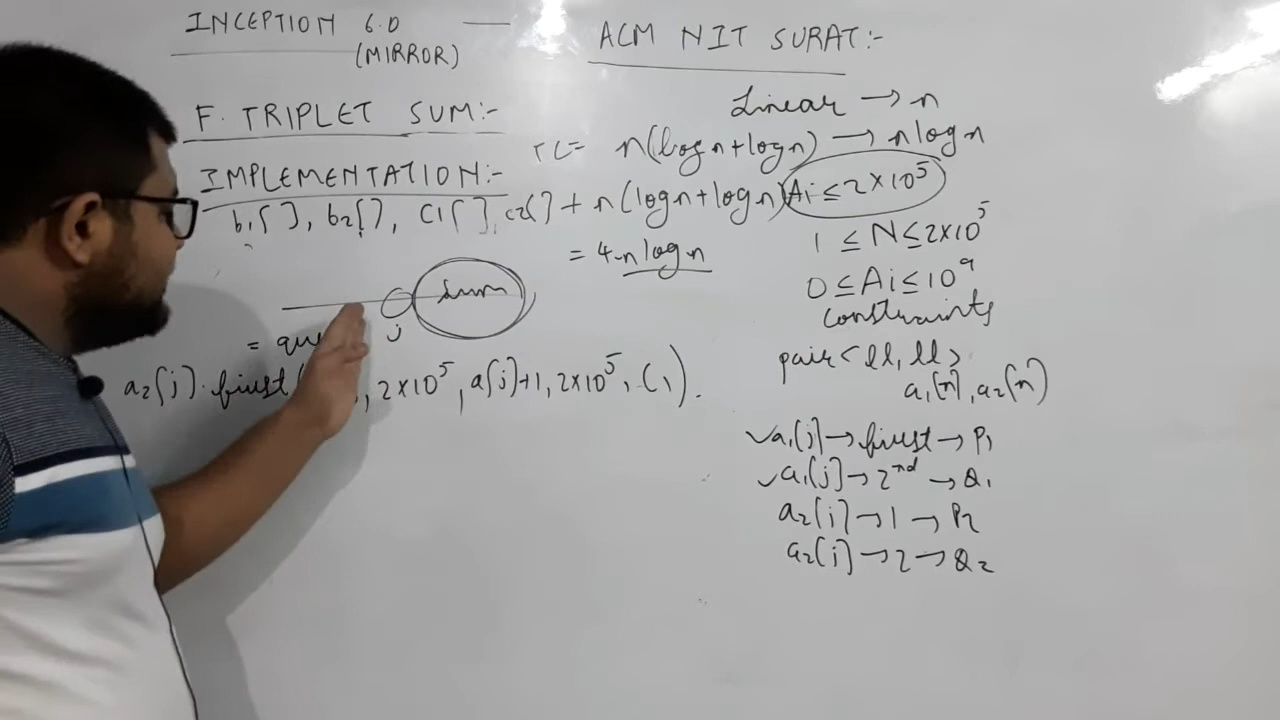 INCEPTION 6.0 —
(MIRROR)
ACM NIT SURAT:-
F. TRIPLET SUM:-
Linear → n
TC= n(logn+logn) → nlogn
IMPLEMENTATION:-
b1[], b2[], C1[], c2[] + n(logn+logn) Ai≤2×10^5
= 4 nlogn
1 ≤ N ≤ 2×10^5
0 ≤ Ai ≤ 10^9
constraints
Sum
j
=
pair<ll, ll>
a1[n], a2[n]
a2[j].first , 2×10^5, a[j]+1, 2×10^5, C1).
√a1[j] → first → P1
√a1[j] → 2nd → Q1
a2[j] → 1 → P2
a2[j] → 2 → Q2